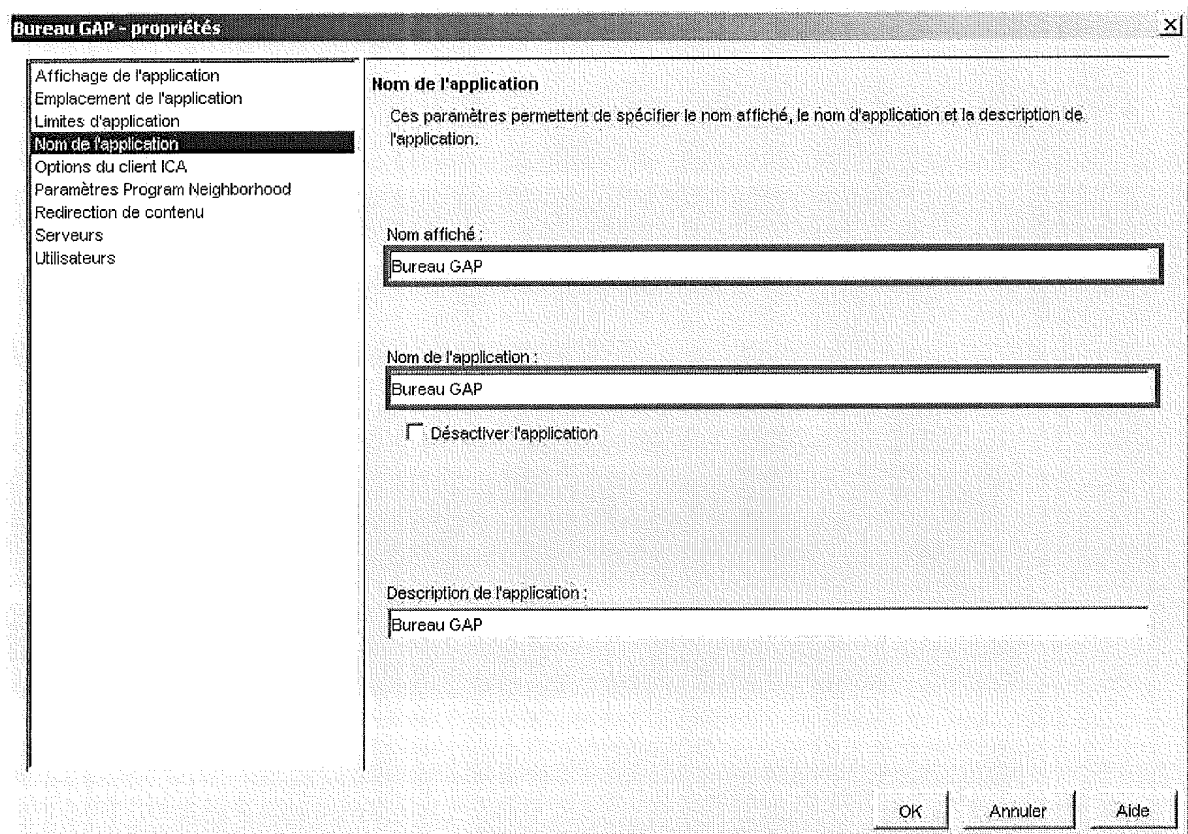 Bureau GAP - propriétés
Affichage de l'application
Emplacement de l'application
Limites d'application
Nom de l'application
Options du client ICA
Paramètres Program Neighborhood
Redirection de contenu
Serveurs
Utilisateurs
Nom de l'application
Ces paramètres permettent de spécifier le nom affiché, le nom d'application et la description de
l'application.
Nom affiché :
Bureau GAP
Nom de l'application :
Bureau GAP
Désactiver l'application
Description de l'application :
Bureau GAP
OK
Annuler
Aide